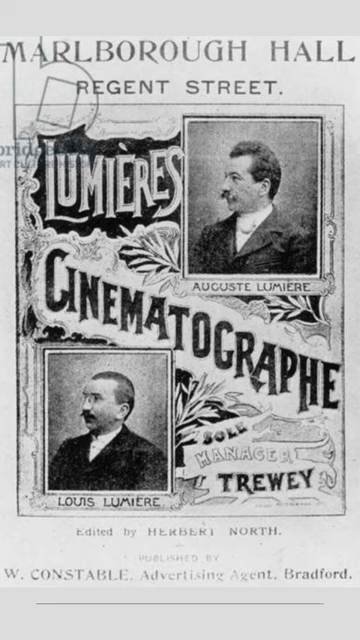 MARLBOROUGH HALL
REGENT STREET.
LUMIÈRES
AUGUSTE LUMIÈRE
CINEMATOGRAPHE
SOLE
MANAGER
TREWEY
LOUIS LUMIERE.
Edited by HERBERT NORTH.
PUBLISHED BY
W. CONSTABLE, Advertising Agent, Bradford.